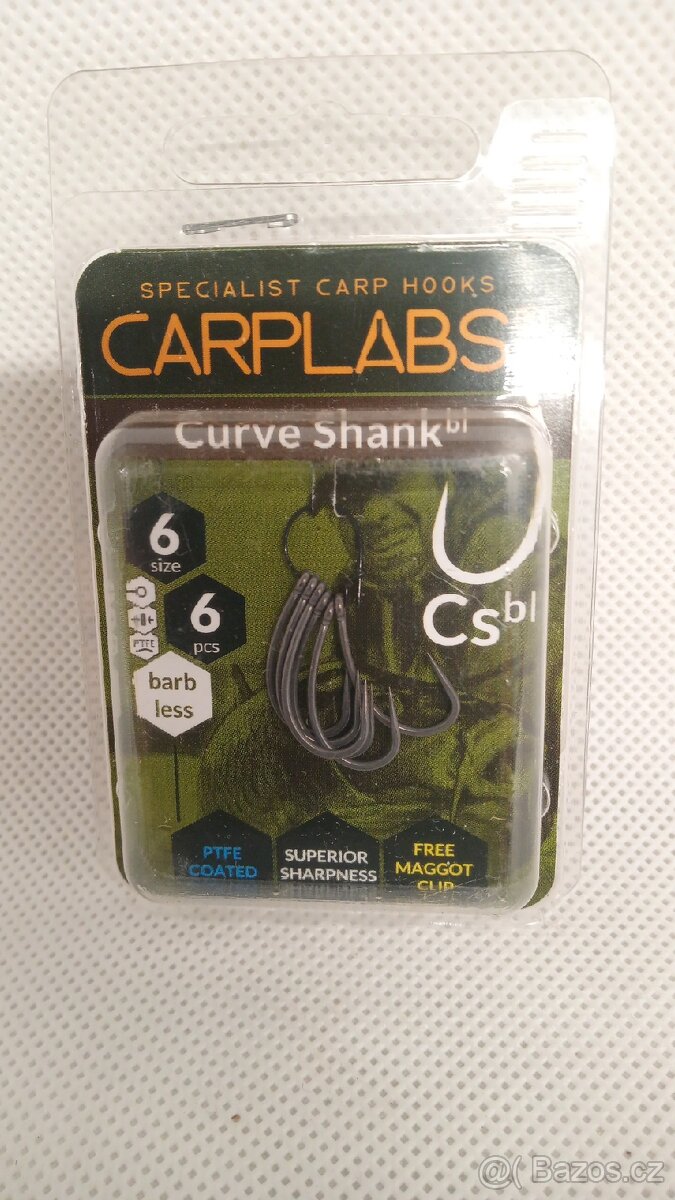 SPECIALIST CARP HOOKS
CARPLABS
Curve Shank bl
6
size
6
pcs
PTFE
barb
less
Cs bl
PTFE
COATED
SUPERIOR
SHARPNESS
FREE
MAGGOT
CLIP
@( Bazos.cz